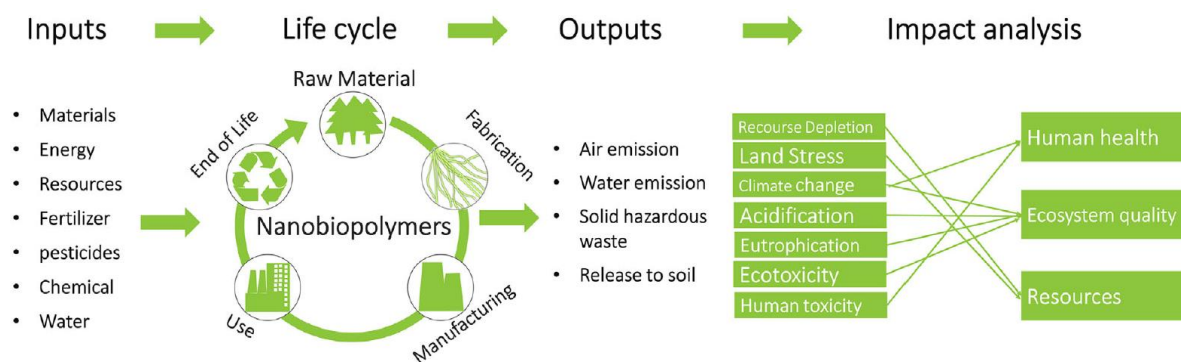 Inputs
Life cycle
Outputs
Impact analysis
• Materials
• Energy
• Resources
• Fertilizer
• pesticides
• Chemical
• Water
Raw Material
Fabrication
Manufacturing
Use
End of Life
Nanobiopolymers
• Air emission
• Water emission
• Solid hazardous
waste
• Release to soil
Recourse Depletion
Land Stress
Climate change
Acidification
Eutrophication
Ecotoxicity
Human toxicity
Human health
Ecosystem quality
Resources